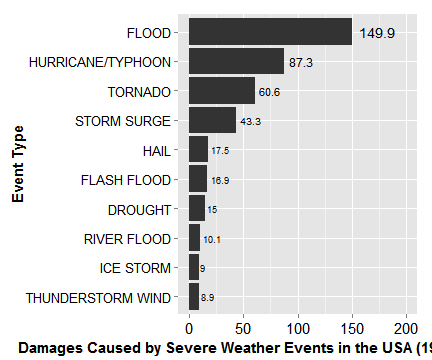 FLOOD 149.9
HURRICANE/TYPHOON 87.3
TORNADO 60.6
STORM SURGE 43.3
HAIL 17.5
FLASH FLOOD 16.9
DROUGHT 15
RIVER FLOOD 10.1
ICE STORM 9
THUNDERSTORM WIND 8.9
Event Type
0 50 100 150 200
Damages Caused by Severe Weather Events in the USA (19